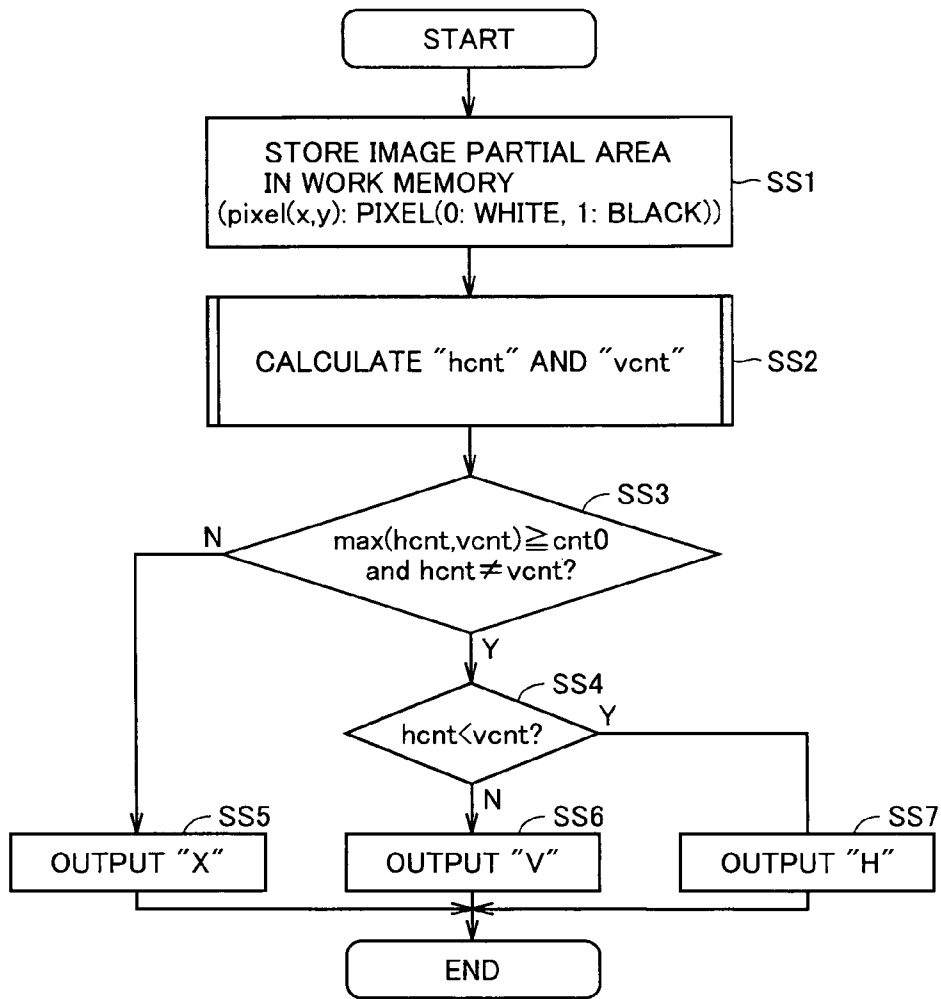 START
STORE IMAGE PARTIAL AREA
IN WORK MEMORY
(pixel(x,y): PIXEL(0: WHITE, 1: BLACK))
SS1
CALCULATE "hcnt" AND "vcnt"
SS2
SS3
N
max(hcnt,vcnt)≧cnt0
and hcnt≠vcnt?
Y
SS4
hcnt<vcnt?
Y
N
SS5
OUTPUT "X"
SS6
OUTPUT "V"
SS7
OUTPUT "H"
END